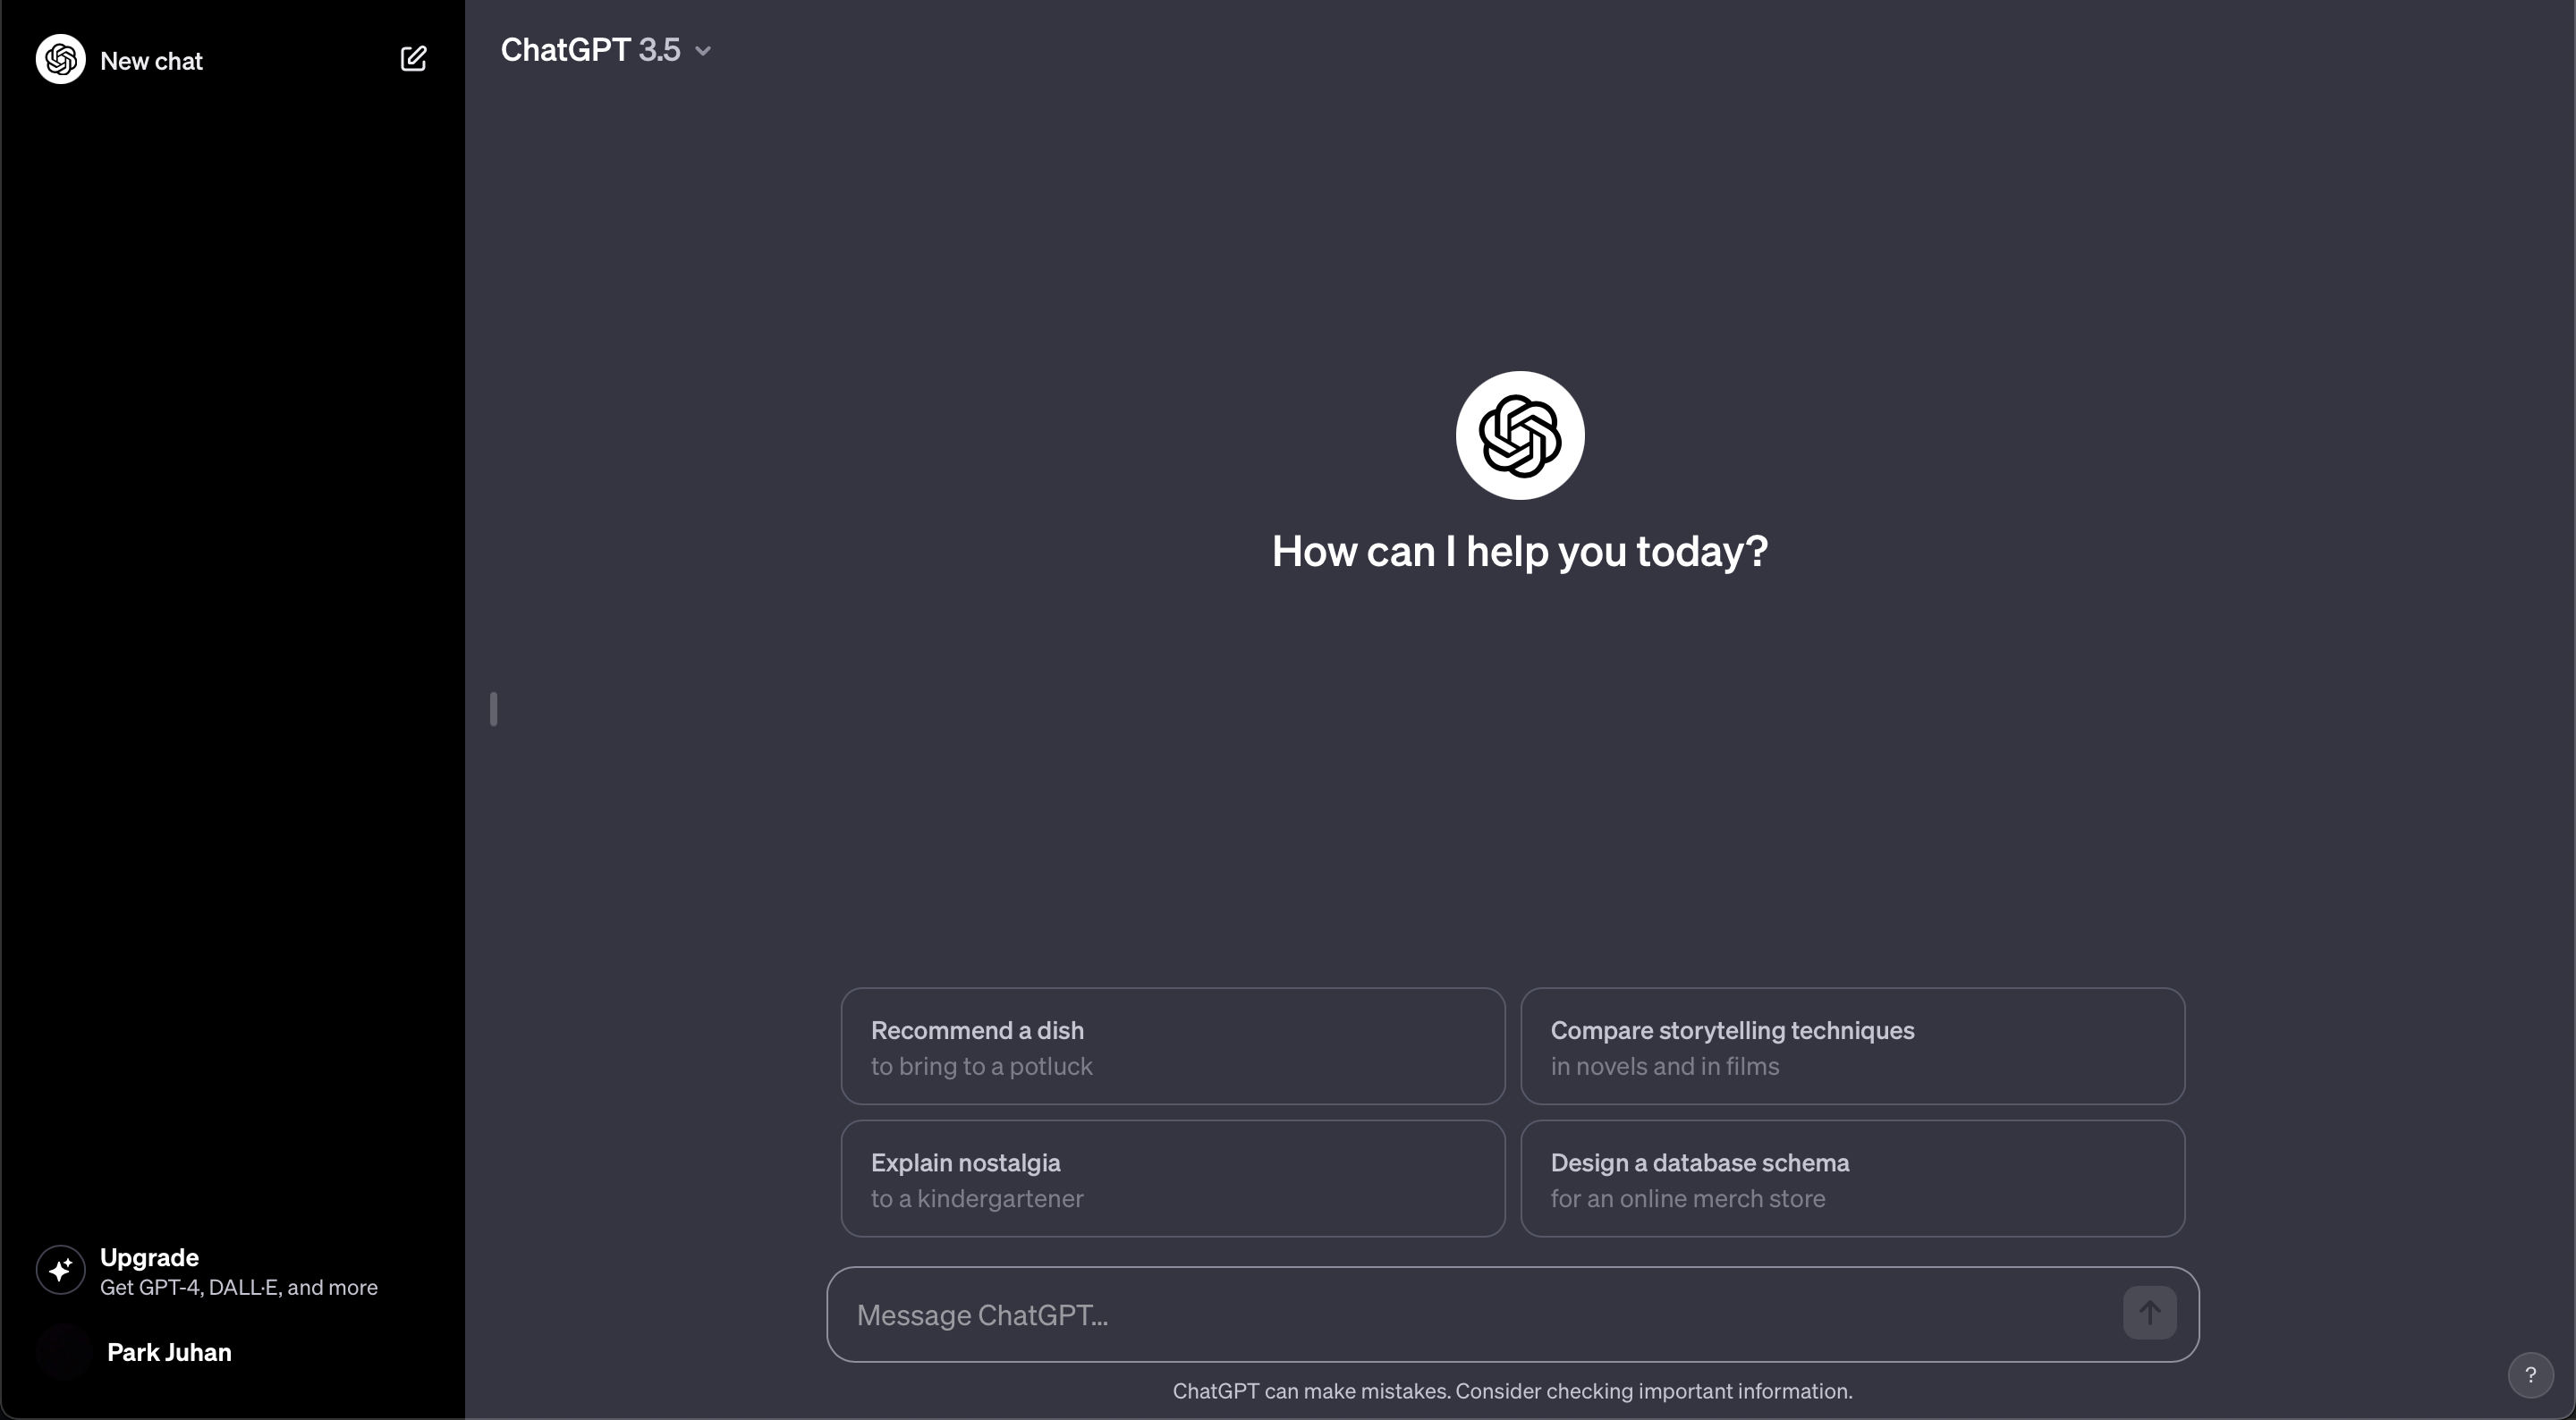 New chat
ChatGPT 3.5
How can I help you today?
Recommend a dish
to bring to a potluck
Compare storytelling techniques
in novels and in films
Explain nostalgia
to a kindergartener
Design a database schema
for an online merch store
Upgrade
Get GPT-4, DALL·E, and more
Park Juhan
Message ChatGPT...
ChatGPT can make mistakes. Consider checking important information.
?